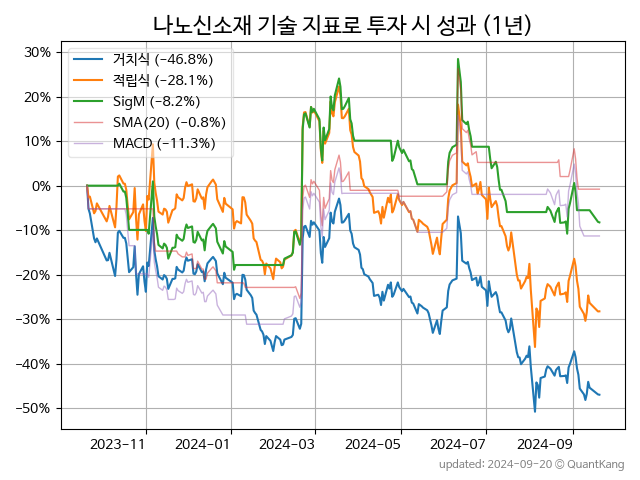 나노신소재 기술 지표로 투자 시 성과 (1년)
30%
20%
10%
0%
−10%
−20%
−30%
−40%
−50%
거치식 (−46.8%)
적립식 (−28.1%)
SigM (−8.2%)
SMA(20) (−0.8%)
MACD (−11.3%)
2023-11 2024-01 2024-03 2024-05 2024-07 2024-09
updated: 2024-09-20 © QuantKang